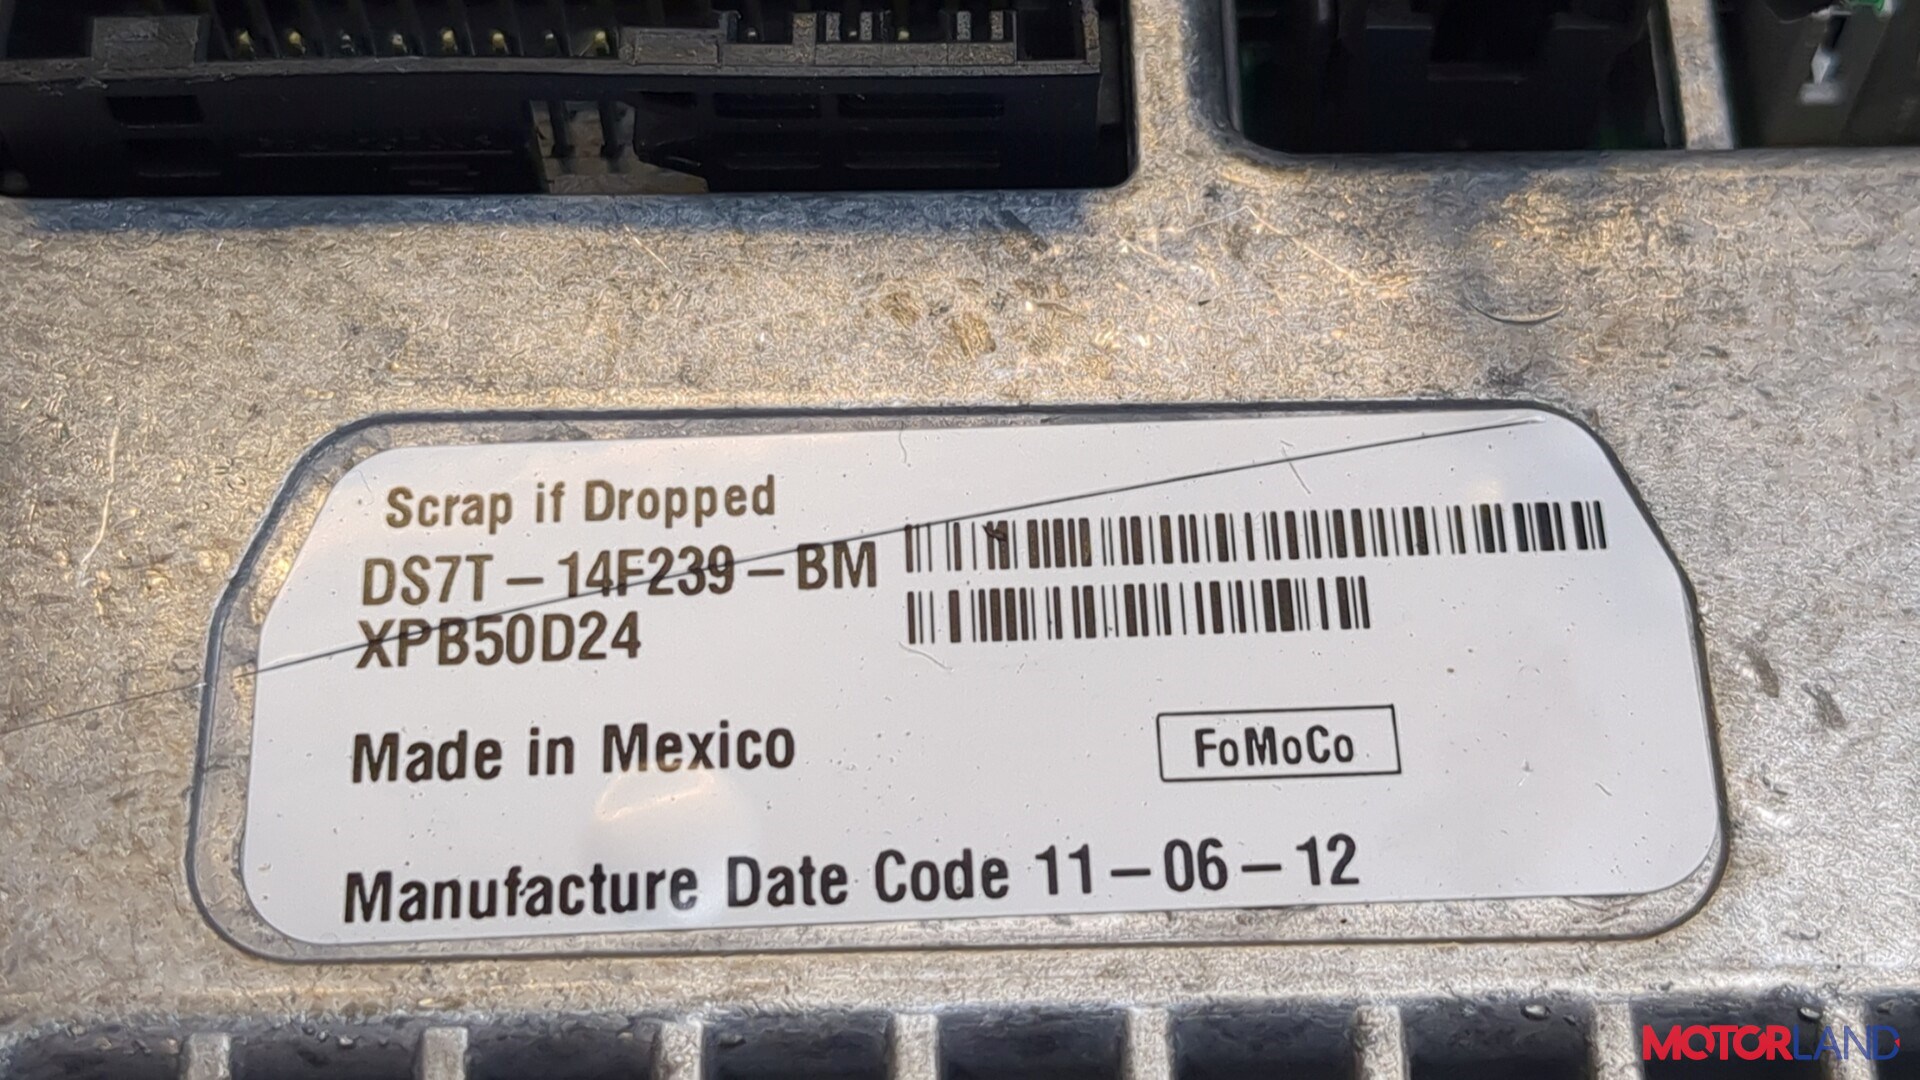 Scrap if Dropped
DS7T-14F239-BM
XPB50D24
Made in Mexico
FoMoCo
Manufacture Date Code 11-06-12
MOTORLAND